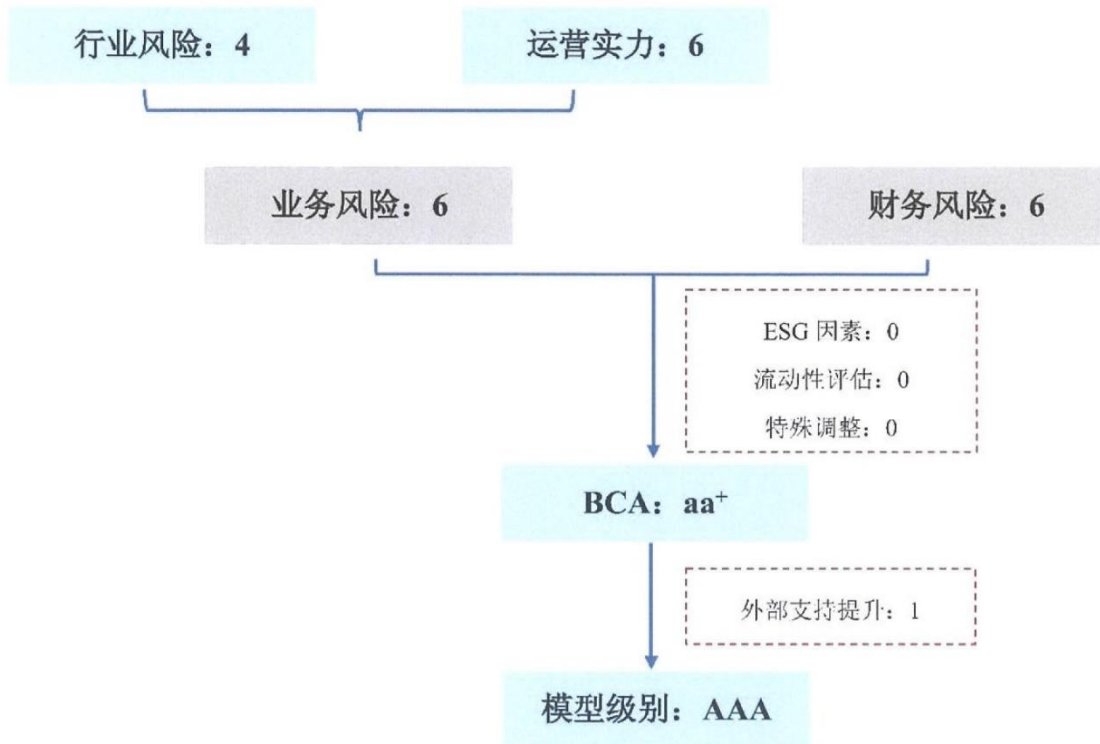 行业风险：4
运营实力：6
业务风险：6
财务风险：6
ESG 因素：0
流动性评估：0
特殊调整：0
BCA：aa⁺
外部支持提升：1
模型级别：AAA